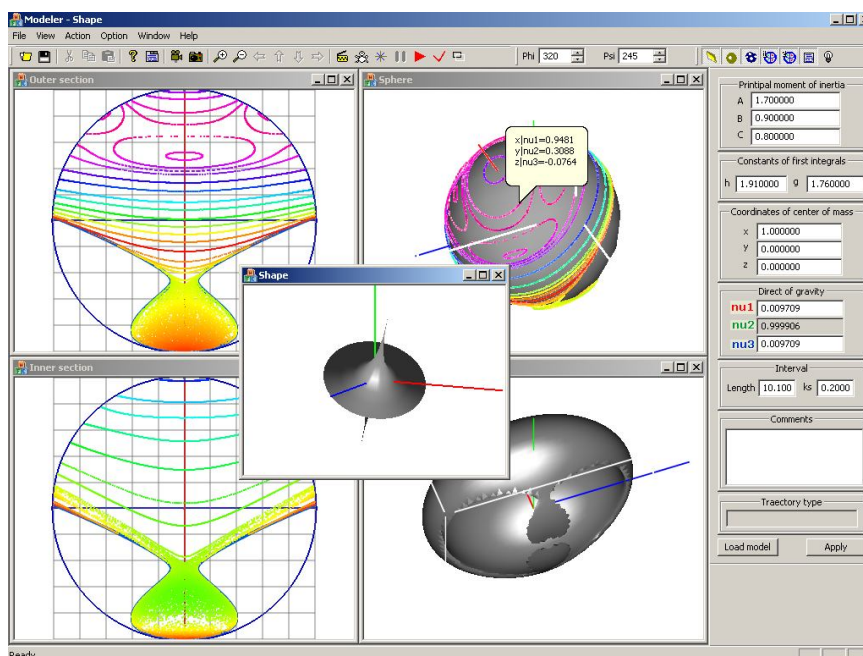 Modeler - Shape
File View Action Option Window Help
Phi 320 Psi 245
Outer section
Sphere
x|nu1=0.9481
y|nu2=0.3088
z|nu3=-0.0764
Shape
Inner section
Printipal moment of inertia
A 1.700000
B 0.900000
C 0.800000
Constants of first integrals
h 1.910000 g 1.760000
Coordinates of center of mass
x 1.000000
y 0.000000
z 0.000000
Direct of gravity
nu1 0.009709
nu2 0.999906
nu3 0.009709
Interval
Length 10.100 ks 0.2000
Comments
Traectory type
Load model Apply
Ready